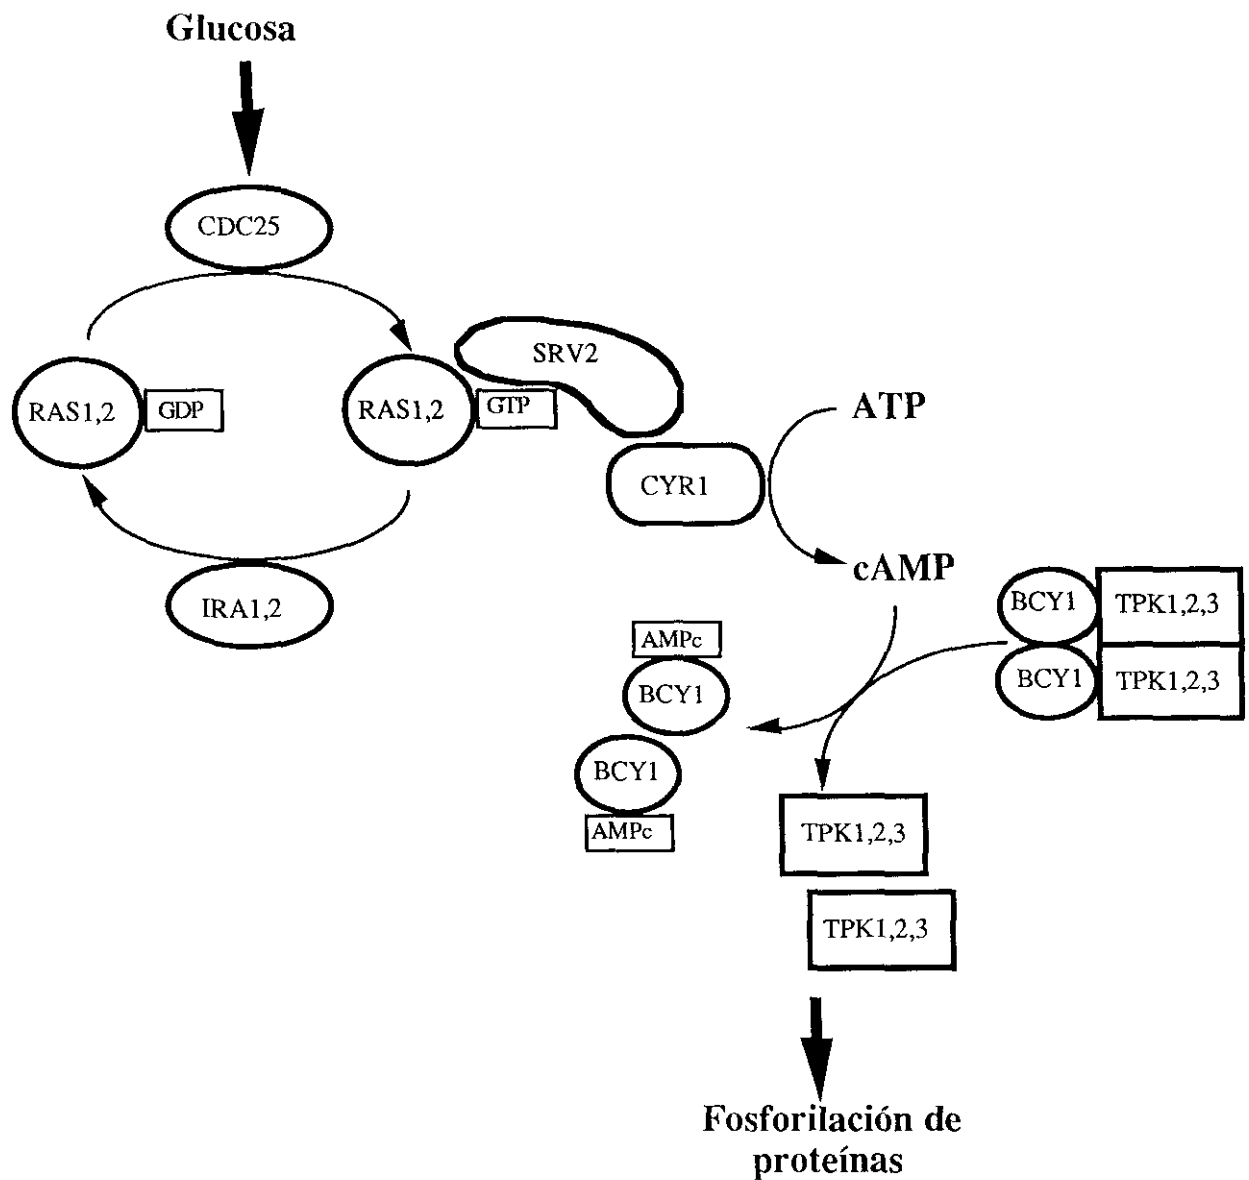 Glucosa
CDC25
SRV2
RAS1,2
GDP
RAS1,2
GTP
ATP
CYR1
cAMP
IRA1,2
BCY1
TPK1,2,3
AMPc
BCY1
TPK1,2,3
BCY1
BCY1
AMPc
TPK1,2,3
TPK1,2,3
Fosforilación de
proteínas